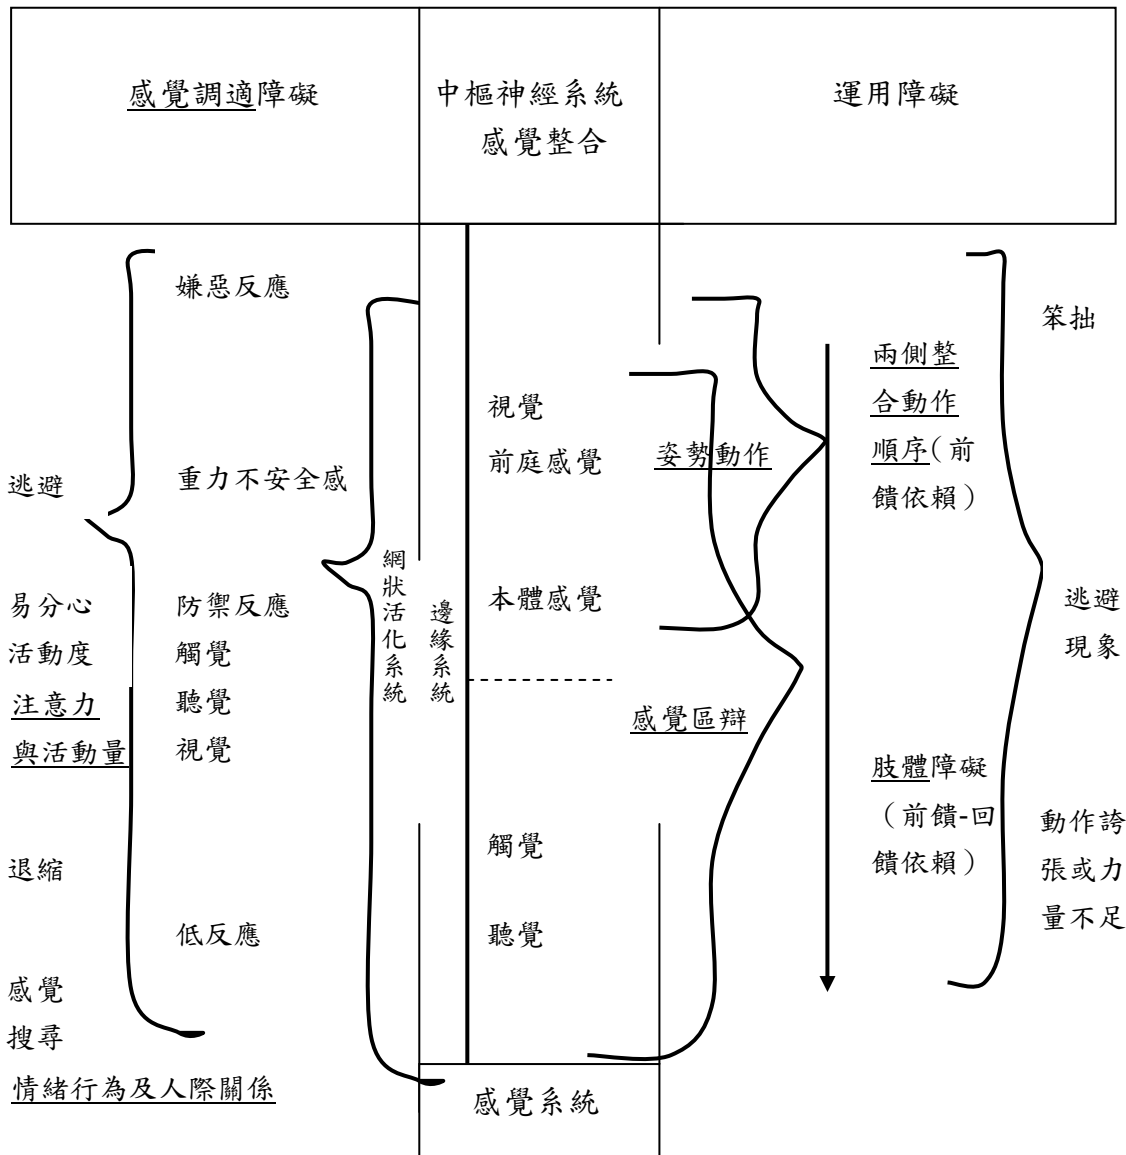 感覺調適障礙
中樞神經系統
感覺整合
運用障礙
逃避
易分心
活動度
注意力
與活動量
退縮
感覺
搜尋
情緒行為及人際關係
嫌惡反應
重力不安全感
防禦反應
觸覺
聽覺
視覺
低反應
網狀活化系統
邊緣系統
視覺
前庭感覺
本體感覺
觸覺
聽覺
感覺系統
姿勢動作
感覺區辯
兩側整
合動作
順序(前
饋依賴)
肢體障礙
(前饋-回
饋依賴)
笨拙
逃避
現象
動作誇
張或力
量不足